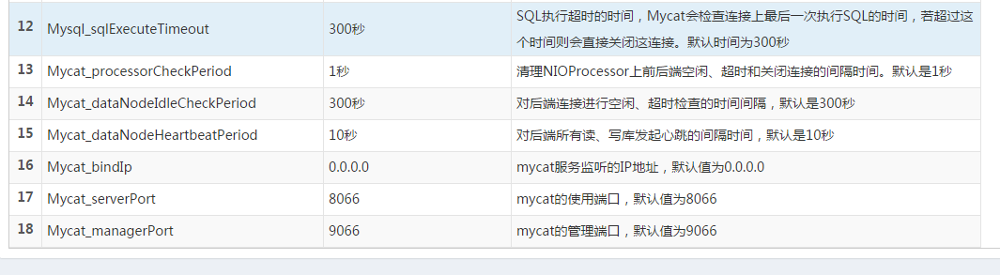 12 Mysql_sqlExecuteTimeout 300秒 SQL执行超时的时间，Mycat会检查连接上最后一次执行SQL的时间，若超过这
个时间则会直接关闭这连接。默认时间为300秒
13 Mycat_processorCheckPeriod 1秒 清理NIOProcessor上前后端空闲、超时和关闭连接的间隔时间。默认是1秒
14 Mycat_dataNodeIdleCheckPeriod 300秒 对后端连接进行空闲、超时检查的时间间隔，默认是300秒
15 Mycat_dataNodeHeartbeatPeriod 10秒 对后端所有读、写库发起心跳的间隔时间，默认是10秒
16 Mycat_bindIp 0.0.0.0 mycat服务监听的IP地址，默认值为0.0.0.0
17 Mycat_serverPort 8066 mycat的使用端口，默认值为8066
18 Mycat_managerPort 9066 mycat的管理端口，默认值为9066